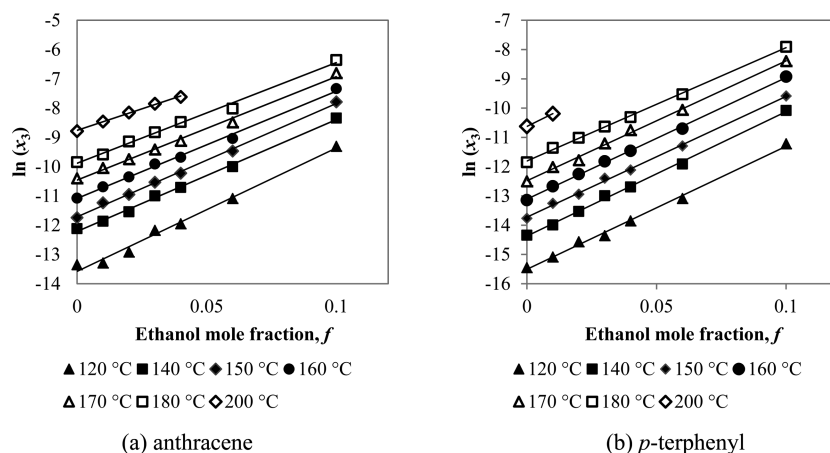 -5
-6
-7
-8
-9
-10
-11
-12
-13
-14
ln (x₃)
0 0.05 0.1
Ethanol mole fraction, f
120 °C 140 °C 150 °C 160 °C
170 °C 180 °C 200 °C
(a) anthracene
-7
-8
-9
-10
-11
-12
-13
-14
-15
-16
ln (x₃)
0 0.05 0.1
Ethanol mole fraction, f
120 °C 140 °C 150 °C 160 °C
170 °C 180 °C 200 °C
(b) p-terphenyl